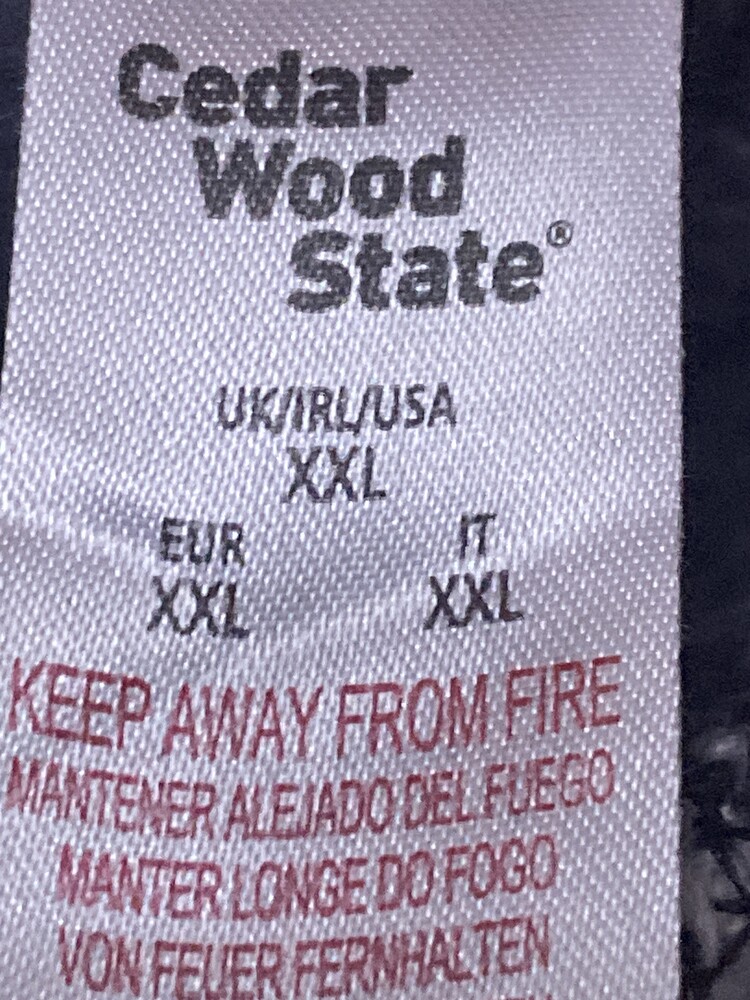 Cedar
Wood
State®
UK/IRL/USA
XXL
EUR IT
XXL XXL
KEEP AWAY FROM FIRE
MANTENER ALEJADO DEL FUEGO
MANTER LONGE DO FOGO
VON FEUER FERNHALTEN